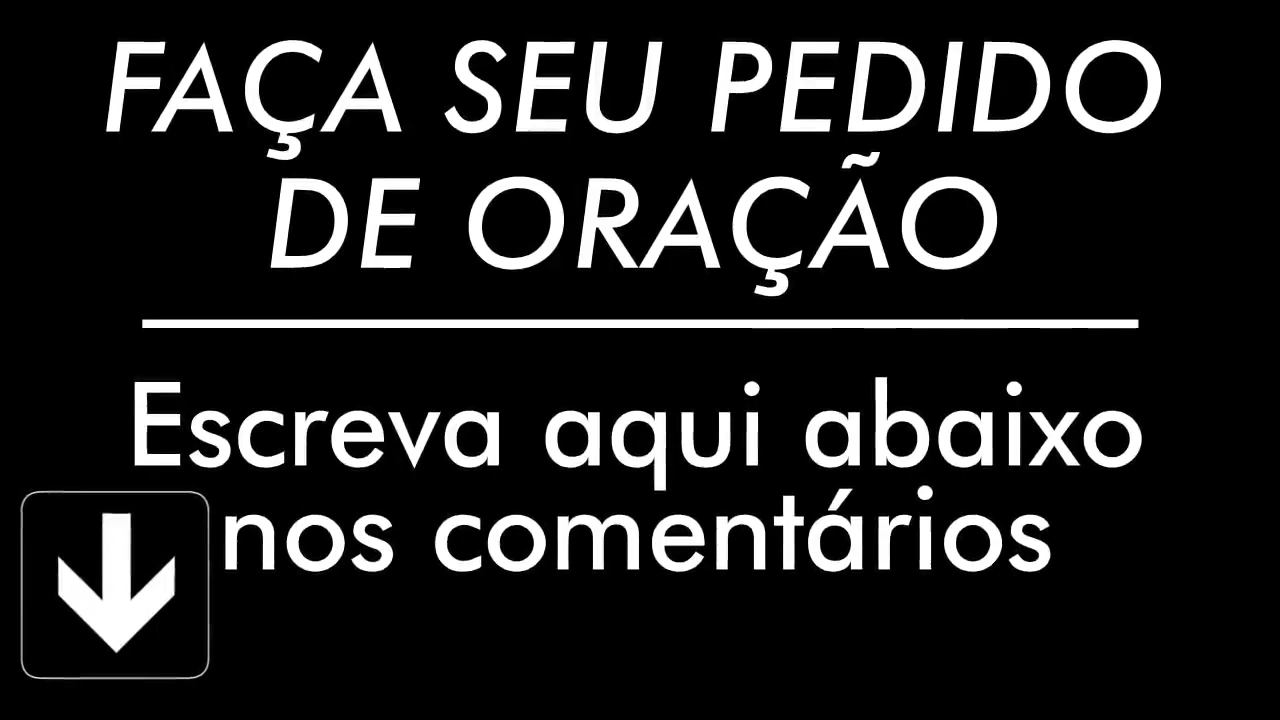 FAÇA SEU PEDIDO
DE ORAÇÃO
Escreva aqui abaixo
nos comentários